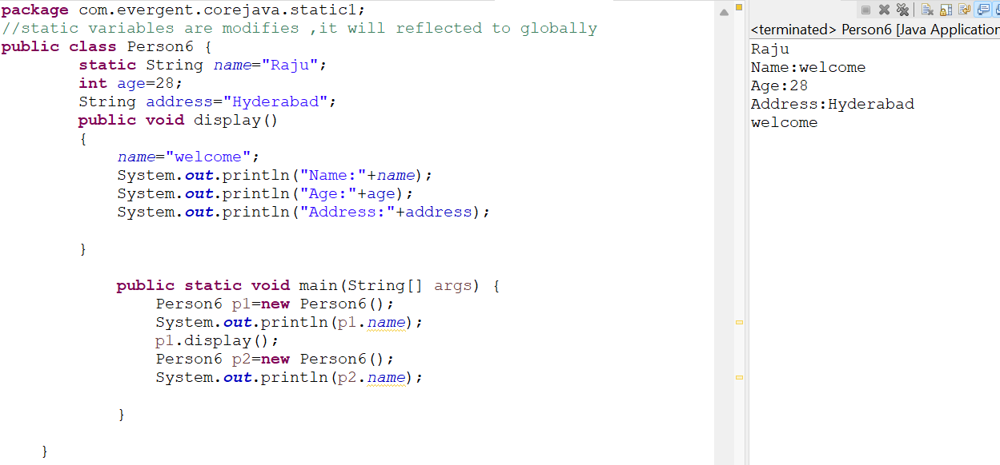 package com.evergent.corejava.static1;
//static variables are modifies ,it will reflected to globally
public class Person6 {
static String name="Raju";
int age=28;
String address="Hyderabad";
public void display()
{
name="welcome";
System.out.println("Name:"+name);
System.out.println("Age:"+age);
System.out.println("Address:"+address);
}
public static void main(String[] args) {
Person6 p1=new Person6();
System.out.println(p1.name);
p1.display();
Person6 p2=new Person6();
System.out.println(p2.name);
}
}
<terminated> Person6 [Java Application
Raju
Name:welcome
Age:28
Address:Hyderabad
welcome